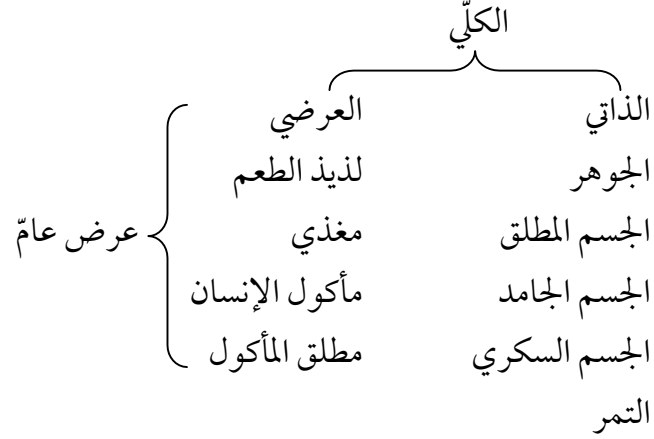 الكلّي
الذاتي العرضي
الجوهر لذيذ الطعم
الجسم المطلق مغذي عرض عامّ
الجسم الجامد مأكول الإنسان
الجسم السكري مطلق المأكول
التمر